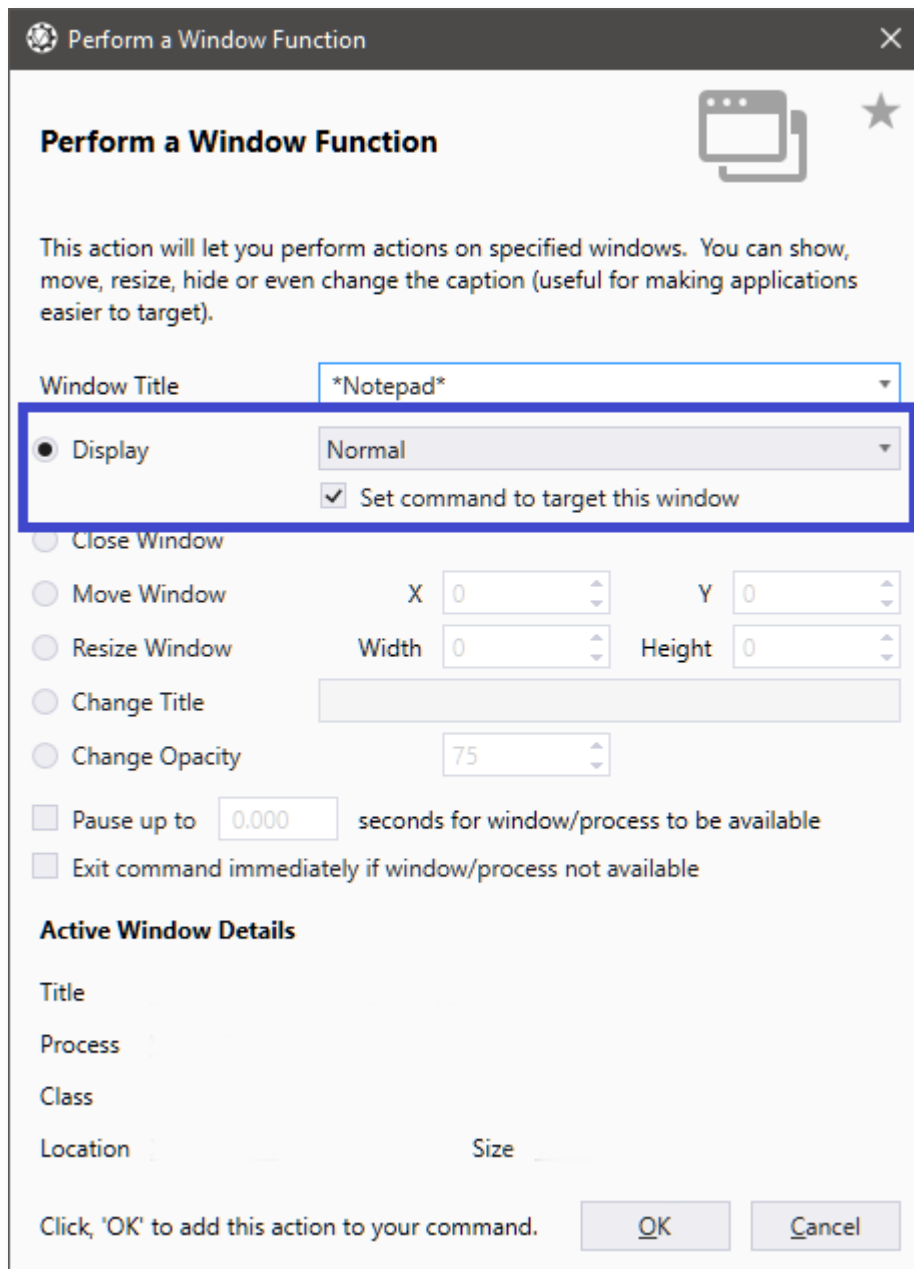 Perform a Window Function
Perform a Window Function
This action will let you perform actions on specified windows.  You can show,
move, resize, hide or even change the caption (useful for making applications
easier to target).
Window Title *Notepad*
Display Normal
Set command to target this window
Close Window
Move Window X 0 Y 0
Resize Window Width 0 Height 0
Change Title
Change Opacity 75
Pause up to 0.000 seconds for window/process to be available
Exit command immediately if window/process not available
Active Window Details
Title
Process
Class
Location Size
Click, 'OK' to add this action to your command. OK Cancel